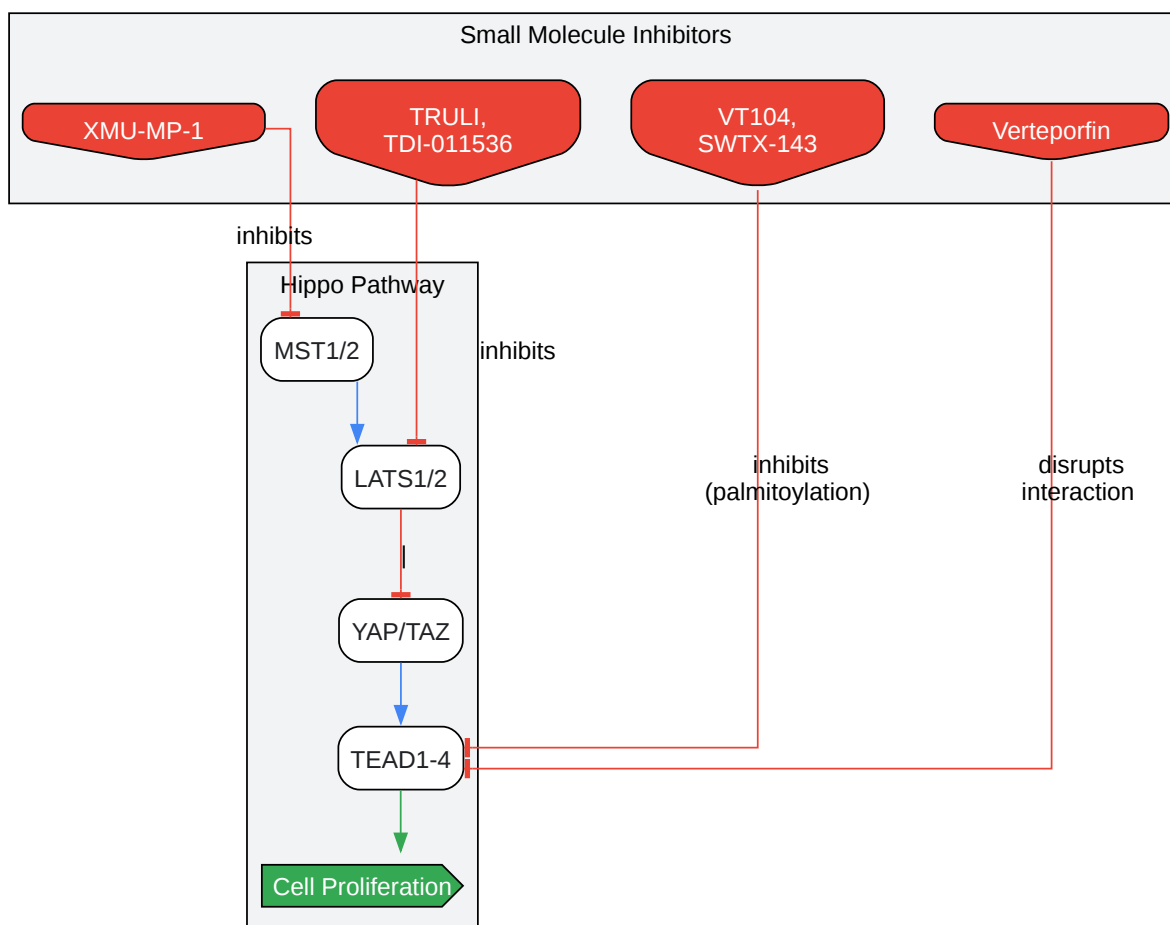 Small Molecule Inhibitors
XMU-MP-1
TRULI,
TDI-011536
VT104,
SWTX-143
Verteporfin
inhibits
Hippo Pathway
MST1/2
inhibits
LATS1/2
inhibits
(palmitoylation)
disrupts
interaction
|
YAP/TAZ
TEAD1-4
Cell Proliferation